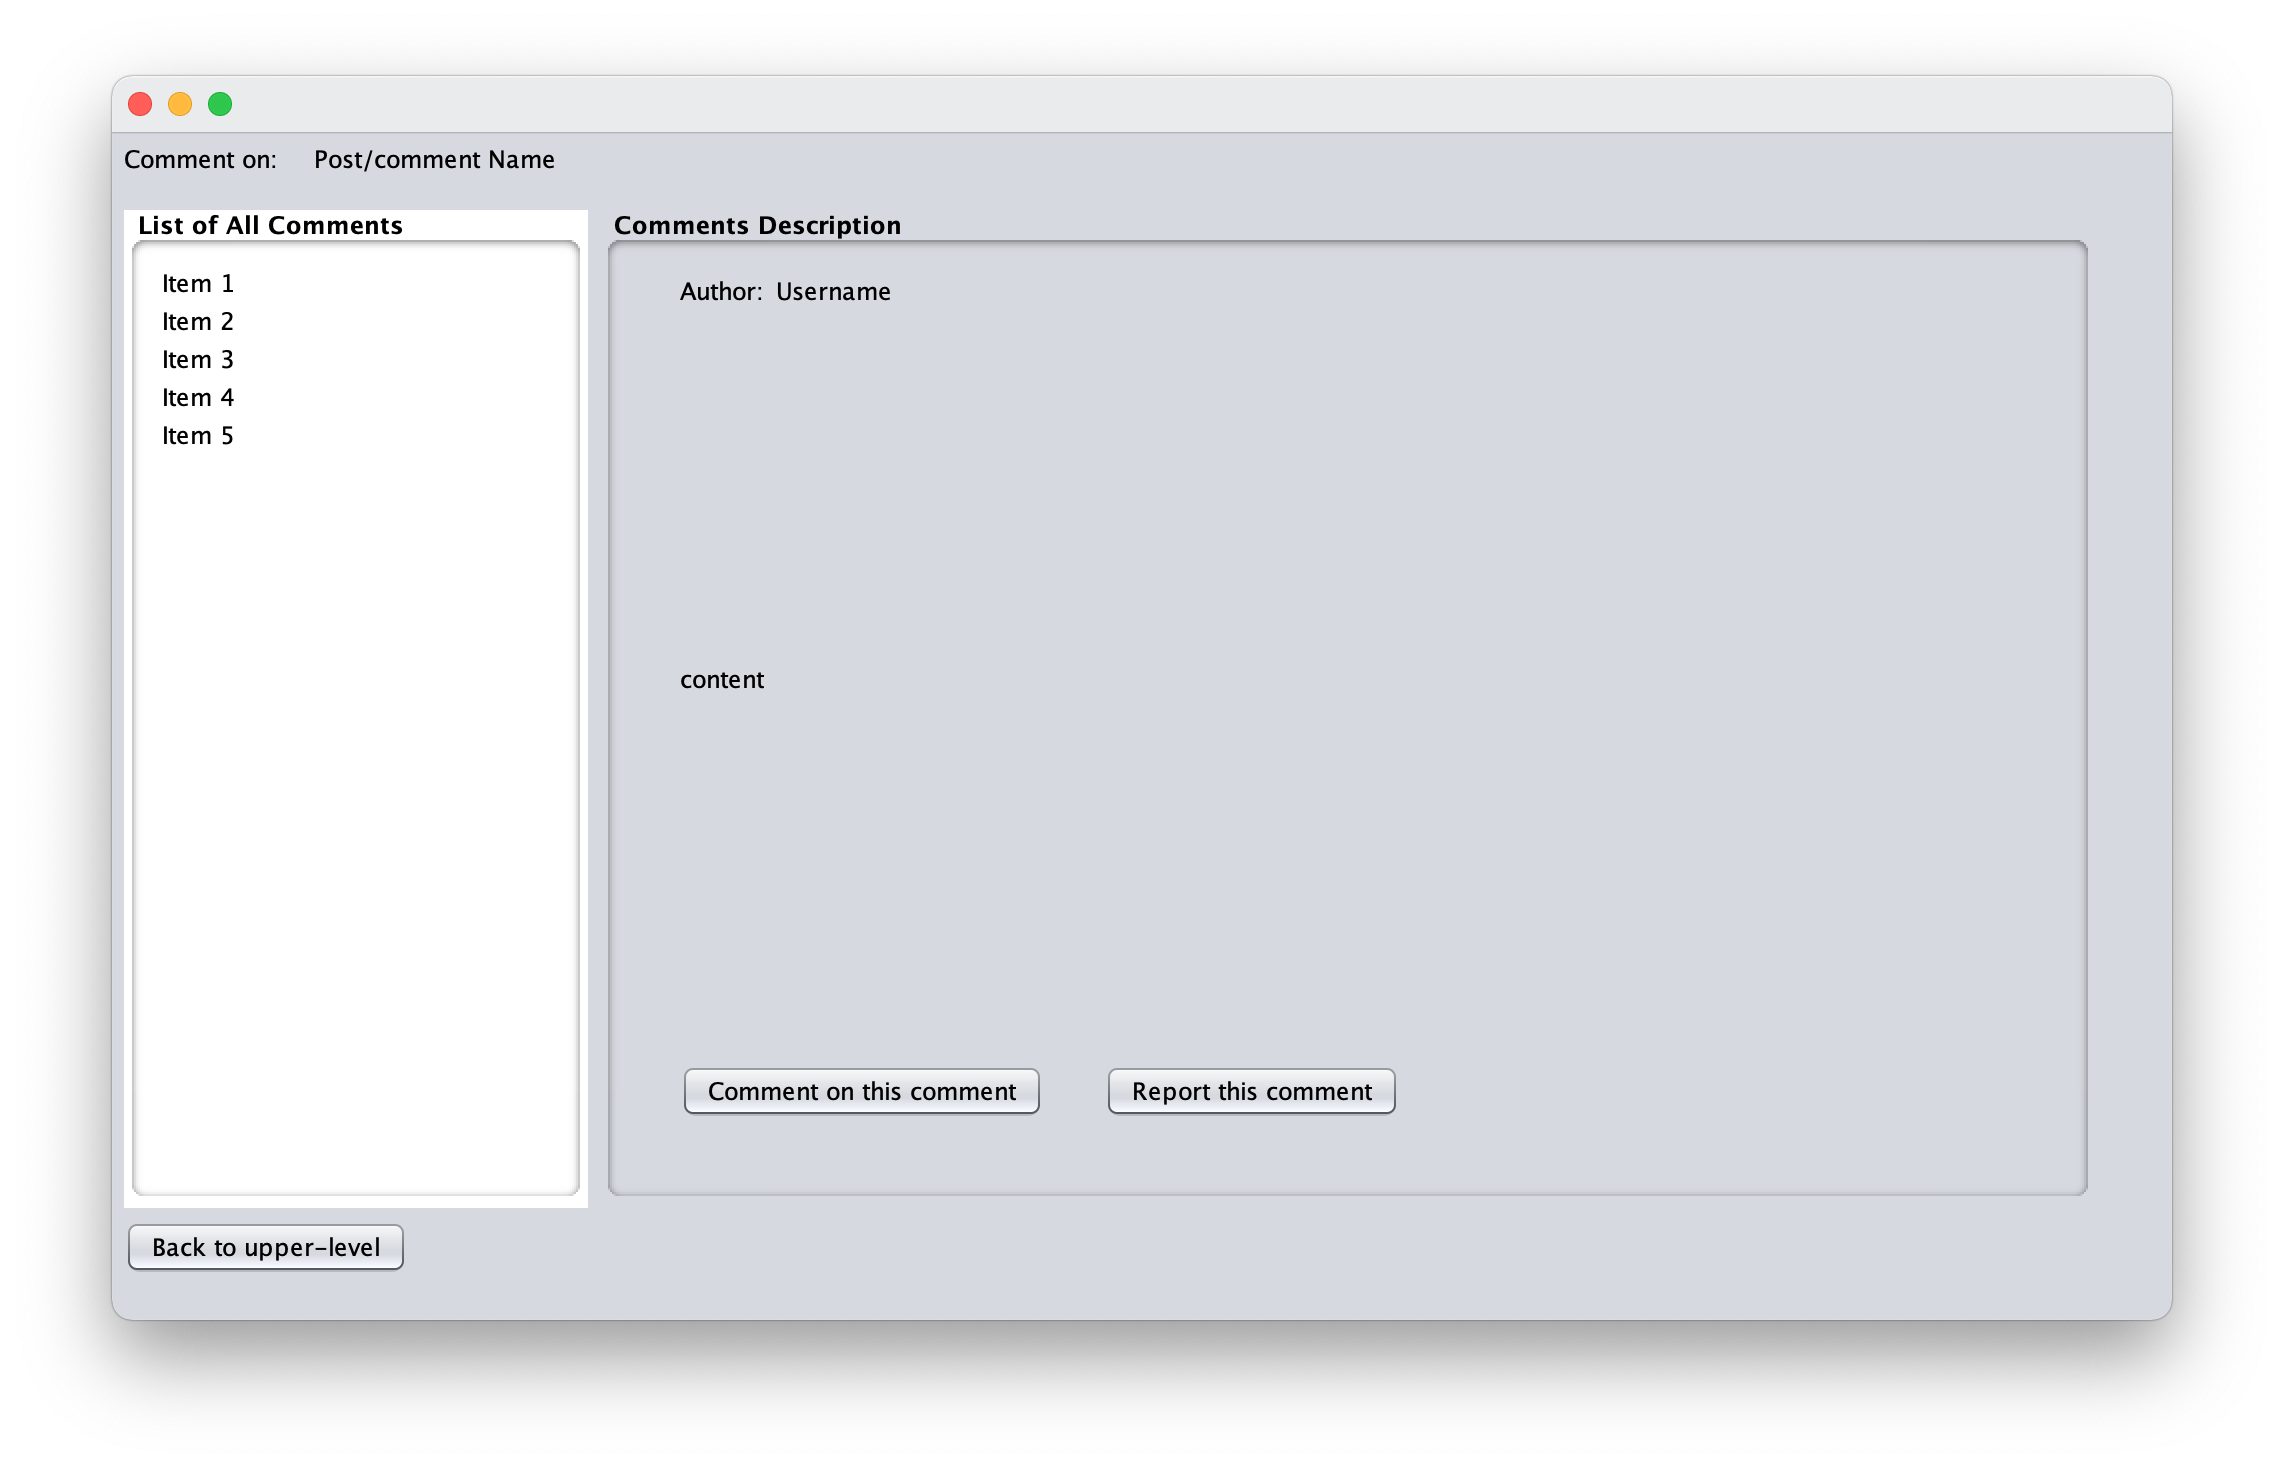 Comment on: Post/comment Name
List of All Comments
Item 1
Item 2
Item 3
Item 4
Item 5
Comments Description
Author: Username
content
Comment on this comment
Report this comment
Back to upper-level